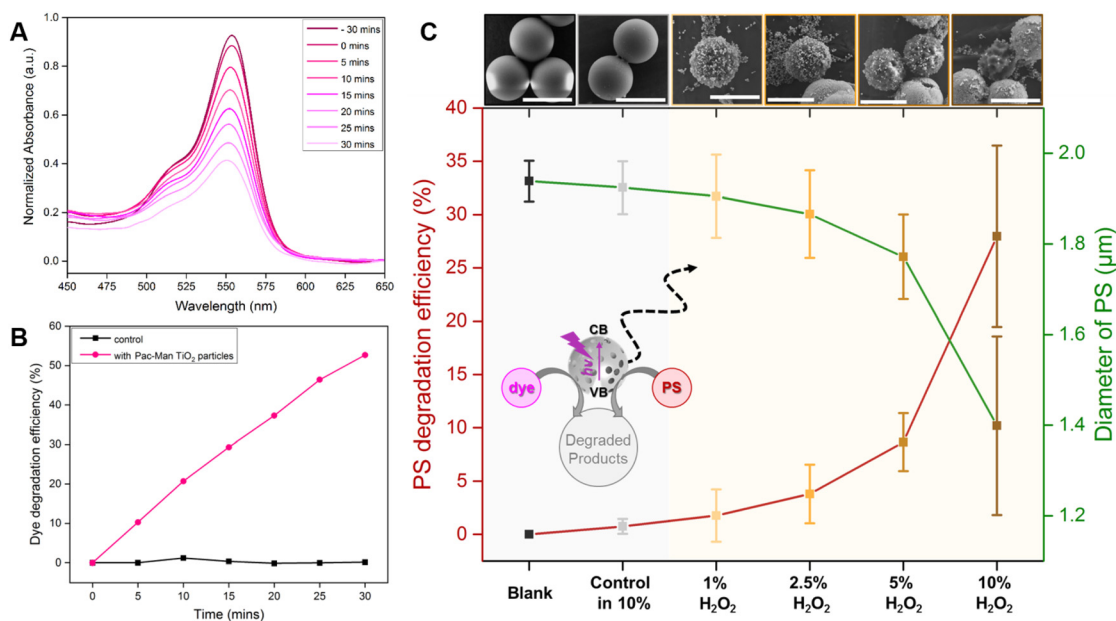 A
Normalized Absorbance (a.u.)
1.0
0.8
0.6
0.4
0.2
0.0
- 30 mins
0 mins
5 mins
10 mins
15 mins
20 mins
25 mins
30 mins
450 475 500 525 550 575 600 625 650
Wavelength (nm)
B
Dye degradation efficiency (%)
60
50
40
30
20
10
0
control
with Pac-Man TiO₂ particles
0 5 10 15 20 25 30
Time (mins)
C
PS degradation efficiency (%)
40
35
30
25
20
15
10
5
0
CB
hν
VB
dye
PS
Degraded
Products
2.0
1.8
1.6
1.4
1.2
Diameter of PS (μm)
Blank
Control
in 10%
1%
H₂O₂
2.5%
H₂O₂
5%
H₂O₂
10%
H₂O₂